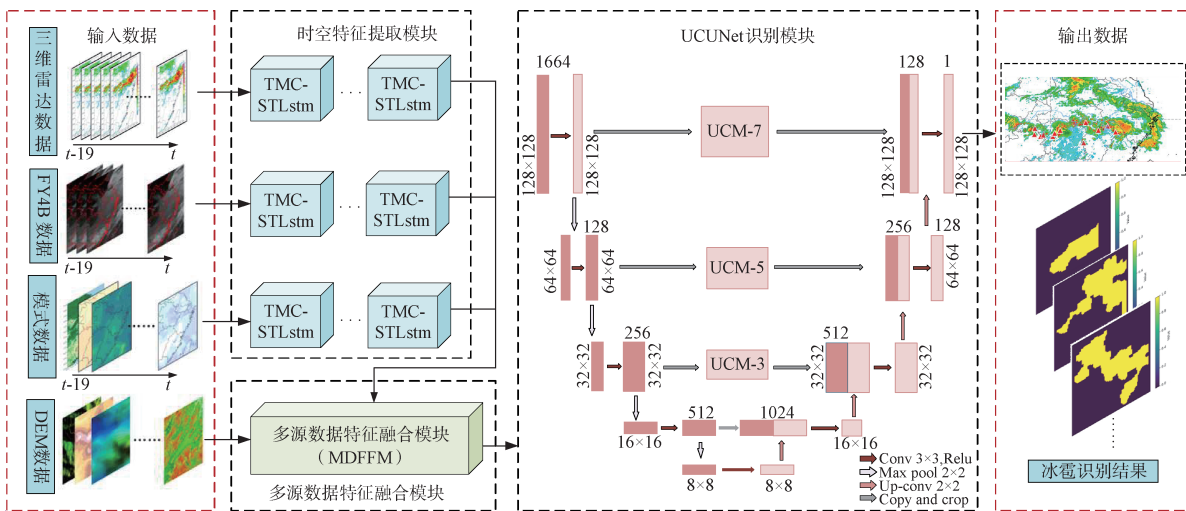 输入数据
三维雷达数据
t-19
t
FY4B数据
t-19
t
模式数据
t-19
t
DEM数据
时空特征提取模块
TMC-
STLstm
...
TMC-
STLstm
TMC-
STLstm
...
TMC-
STLstm
TMC-
STLstm
...
TMC-
STLstm
多源数据特征融合模块
(MDFFM)
多源数据特征融合模块
UCUNet识别模块
1664
128×128
128×128
UCM-7
128
1
128×128
128×128
128
64×64
64×64
UCM-5
256
128
64×64
256
32×32
32×32
UCM-3
512
32×32
32×32
512
1024
16×16
16×16
8×8
8×8
Conv 3×3,Relu
Max pool 2×2
Up-conv 2×2
Copy and crop
输出数据
冰雹识别结果